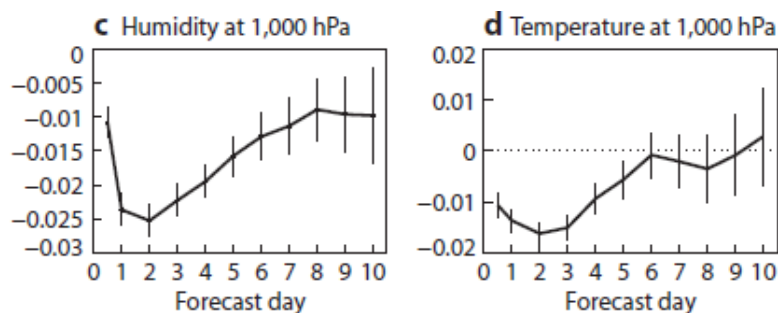 c Humidity at 1,000 hPa
0
−0.005
−0.01
−0.015
−0.02
−0.025
−0.03
0 1 2 3 4 5 6 7 8 9 10
Forecast day
d Temperature at 1,000 hPa
0.02
0.01
0
−0.01
−0.02
0 1 2 3 4 5 6 7 8 9 10
Forecast day